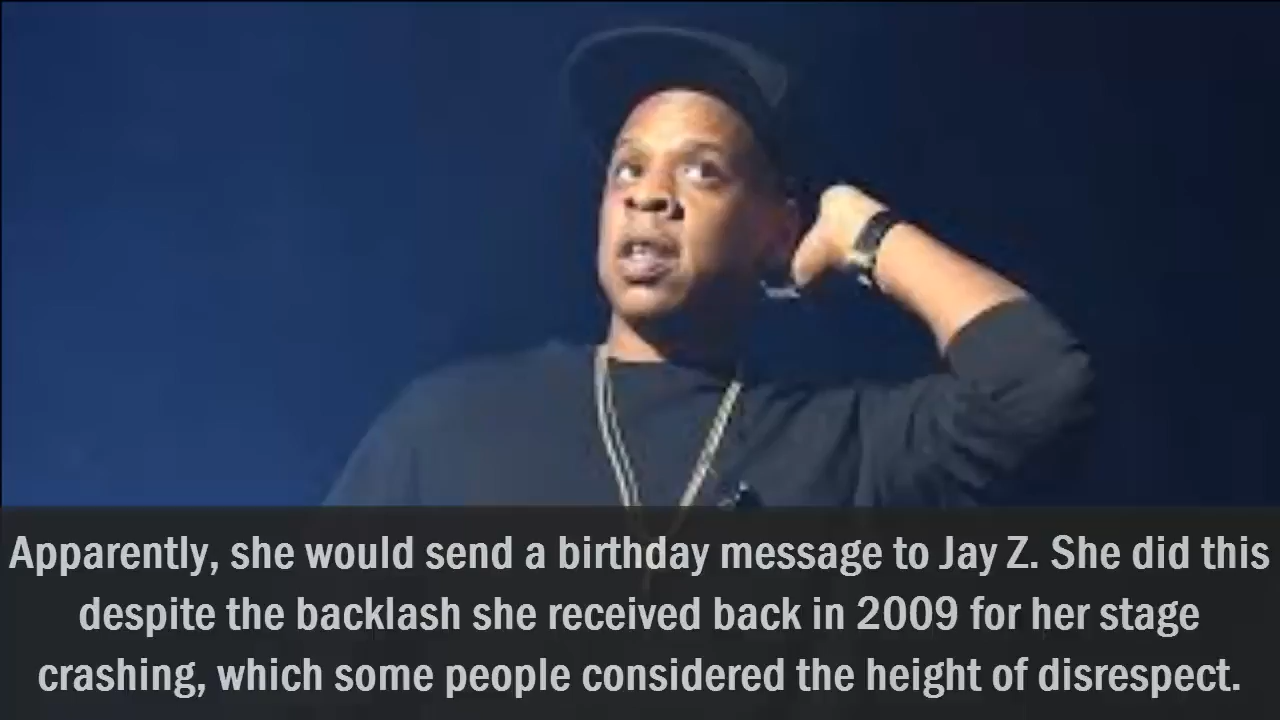 Apparently, she would send a birthday message to Jay Z. She did this
despite the backlash she received back in 2009 for her stage
crashing, which some people considered the height of disrespect.